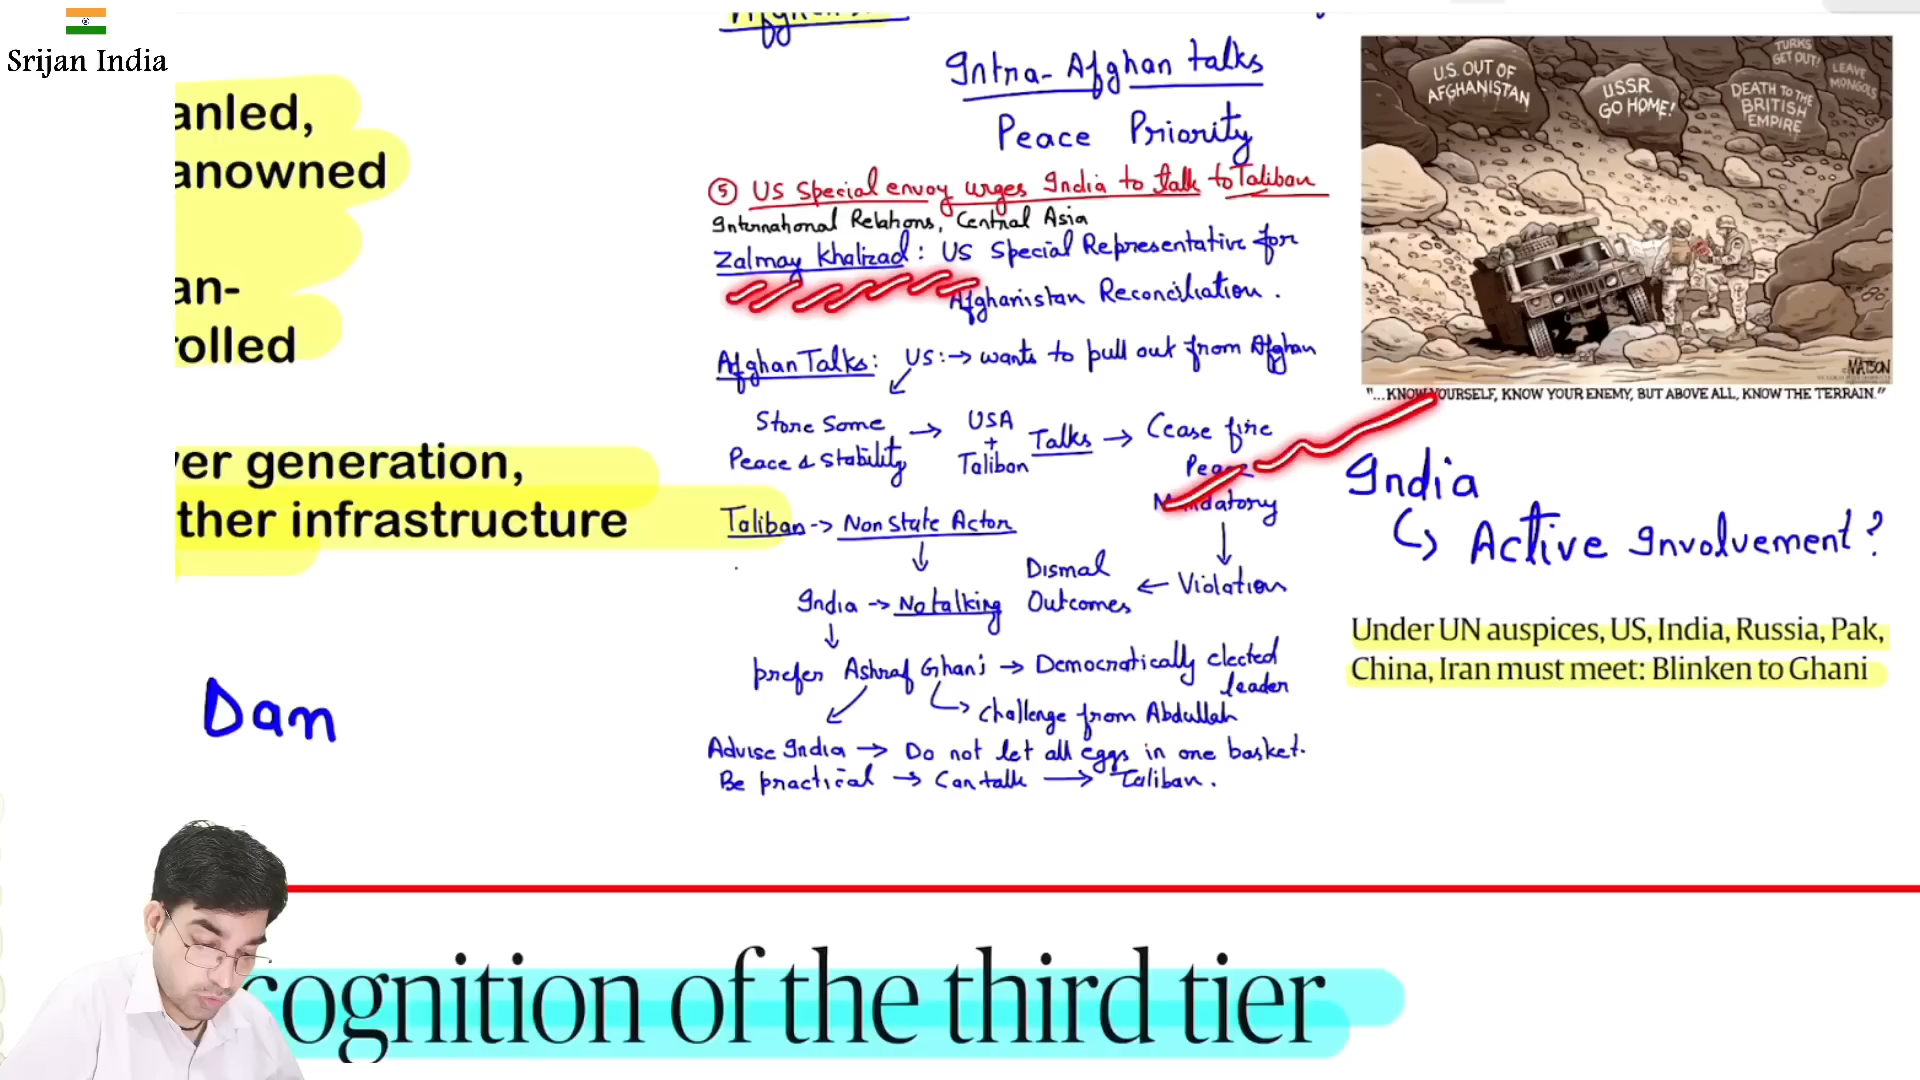 Srijan India
anled,
anowned
an-
rolled
er generation,
ther infrastructure
Dam
Intra-Afghan talks
Peace Priority
⑤ US Special envoy urges India to talk to Taliban
International Relations, Central Asia
Zalmay Khalizad: US Special Representative for
Afghanistan Reconciliation.
Afghan Talks: US:→ wants to pull out from Afghan
Store Some → USA + Taliban Talks → Cease fire
Peace & Stability
Peace
Mandatory
Taliban -> Non State Actor
Violation
Dismal
Outcomes
India → No talking
prefer Ashraf Ghani → Democratically elected
leader
challenge from Abdullah
Advise India → Do not let all eggs in one basket.
Be practical → Can talk → Taliban.
U.S. OUT OF
AFGHANISTAN
U.S.S.R
GO HOME!
DEATH TO THE
BRITISH
EMPIRE
TURKS
GET OUT!
LEAVE
MONGOLS
MATSON
"...KNOW YOURSELF, KNOW YOUR ENEMY, BUT ABOVE ALL, KNOW THE TERRAIN."
India
↳ Active Involvement?
Under UN auspices, US, India, Russia, Pak,
China, Iran must meet: Blinken to Ghani
cognition of the third tier